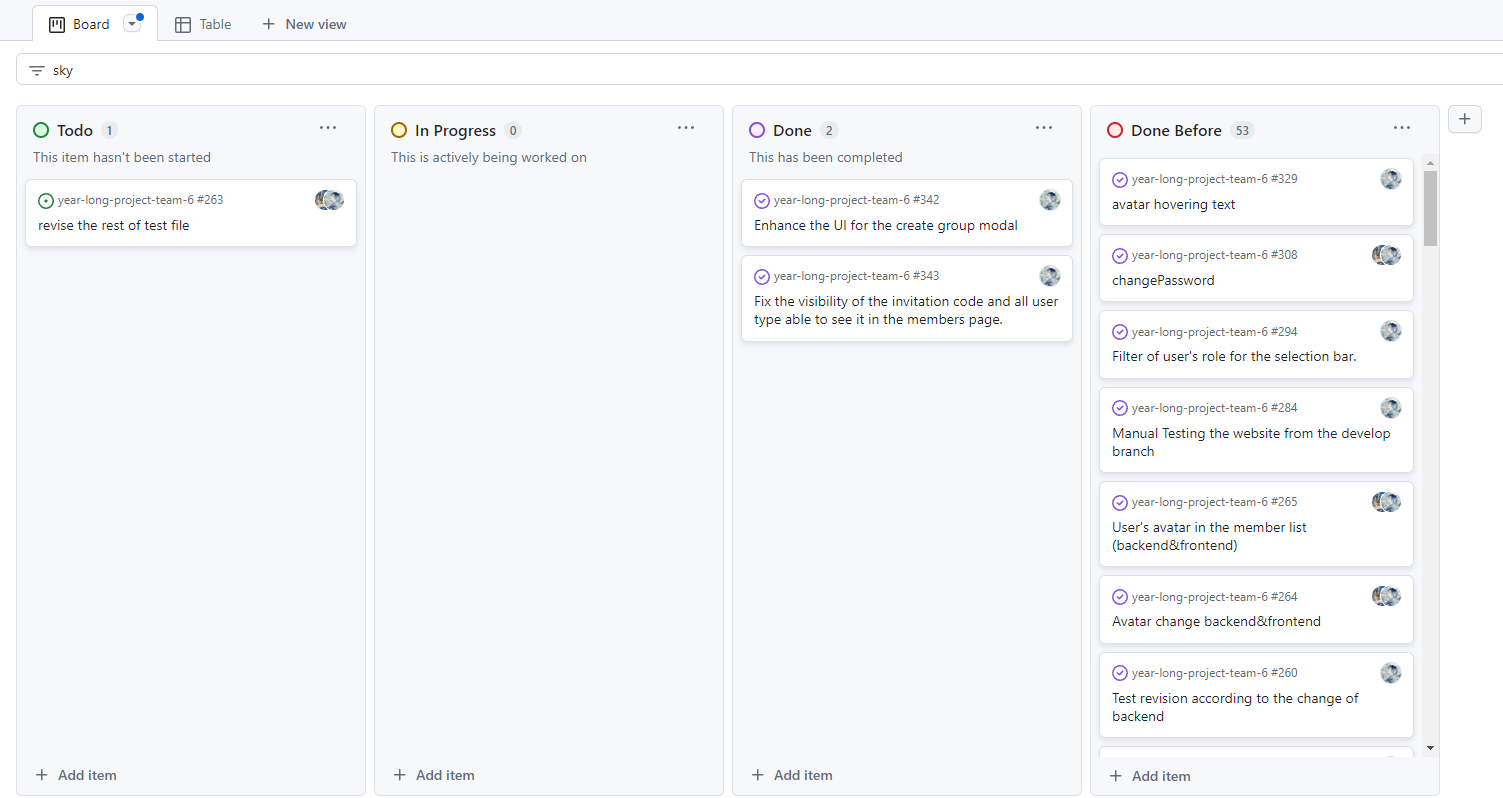 Board
Table
New view
sky
Todo 1
This item hasn't been started
year-long-project-team-6 #263
revise the rest of test file
Add item
In Progress 0
This is actively being worked on
Add item
Done 2
This has been completed
year-long-project-team-6 #342
Enhance the UI for the create group modal
year-long-project-team-6 #343
Fix the visibility of the invitation code and all user
type able to see it in the members page.
Add item
Done Before 53
year-long-project-team-6 #329
avatar hovering text
year-long-project-team-6 #308
changePassword
year-long-project-team-6 #294
Filter of user's role for the selection bar.
year-long-project-team-6 #284
Manual Testing the website from the develop
branch
year-long-project-team-6 #265
User's avatar in the member list
(backend&frontend)
year-long-project-team-6 #264
Avatar change backend&frontend
year-long-project-team-6 #260
Test revision according to the change of
backend
Add item